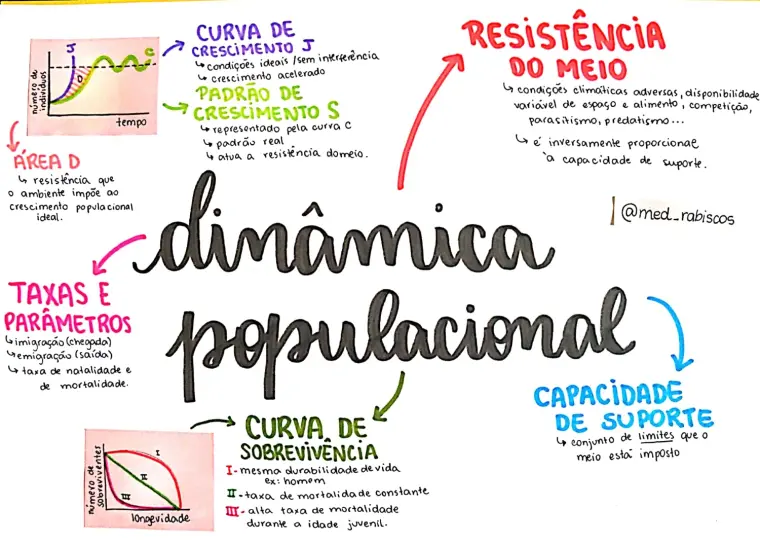 CURVA DE
CRESCIMENTO J
↳ condições ideais /sem interferência
↳ crescimento acelerado
PADRÃO DE
CRESCIMENTO S
↳ representado pela curva C
↳ padrão real
↳ atua a resistência do meio.
número de
indivíduos
J
D
C
tempo
ÁREA D
↳ resistência que
o ambiente impõe ao
crescimento populacional
ideal.
RESISTÊNCIA
DO MEIO
↳ condições climáticas adversas, disponibilidade
variável de espaço e alimento, competição,
parasitismo, predatismo...
↳ é inversamente proporcional
à capacidade de suporte.
@med_rabiscos
dinâmica
populacional
TAXAS E
PARÂMETROS
↳ imigração (chegada)
↳ emigração (saída)
↳ taxa de natalidade e
de mortalidade.
CAPACIDADE
DE SUPORTE
↳ conjunto de limites que o
meio está imposto
CURVA DE
SOBREVIVÊNCIA
I - mesma durabilidade de vida
ex: homem
II - taxa de mortalidade constante
III - alta taxa de mortalidade
durante a idade juvenil.
número de
sobreviventes
I
II
III
longevidade